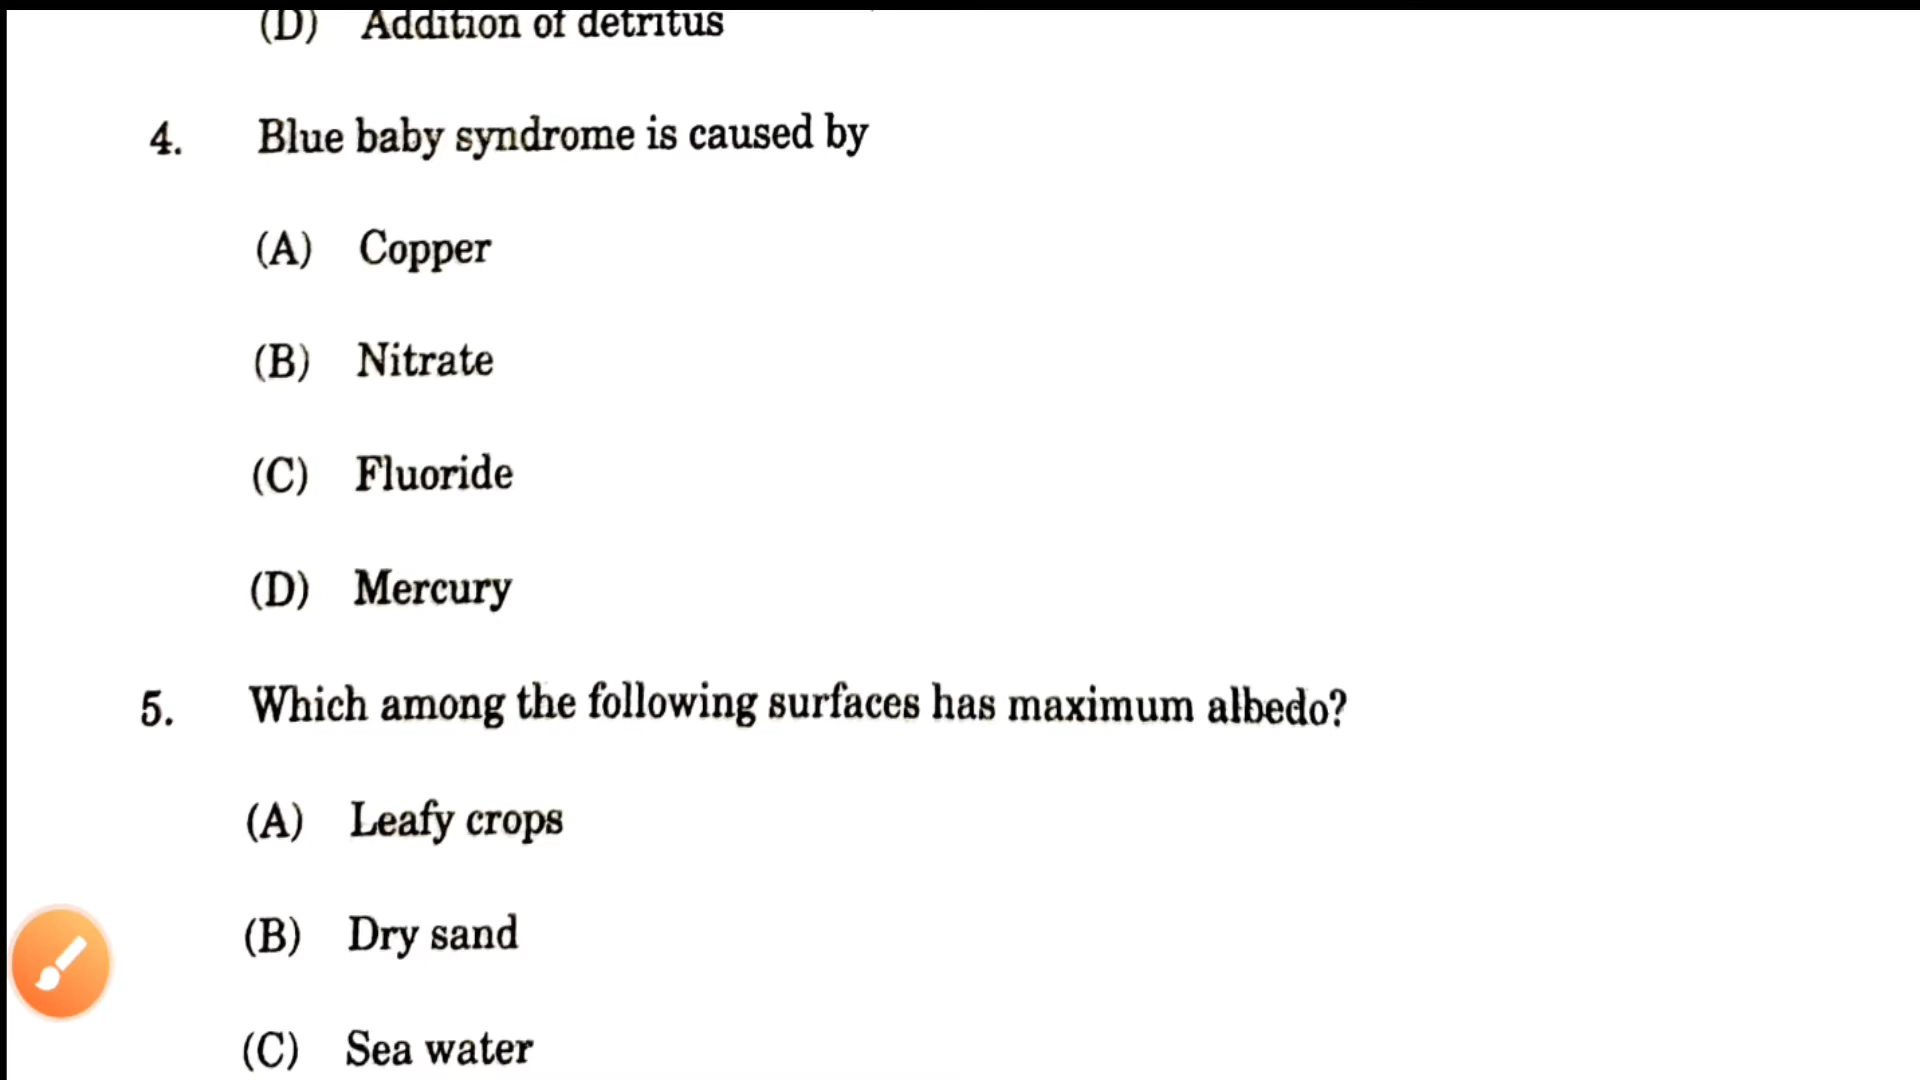 (D) Addition of detritus
4. Blue baby syndrome is caused by
(A) Copper
(B) Nitrate
(C) Fluoride
(D) Mercury
5. Which among the following surfaces has maximum albedo?
(A) Leafy crops
(B) Dry sand
(C) Sea water